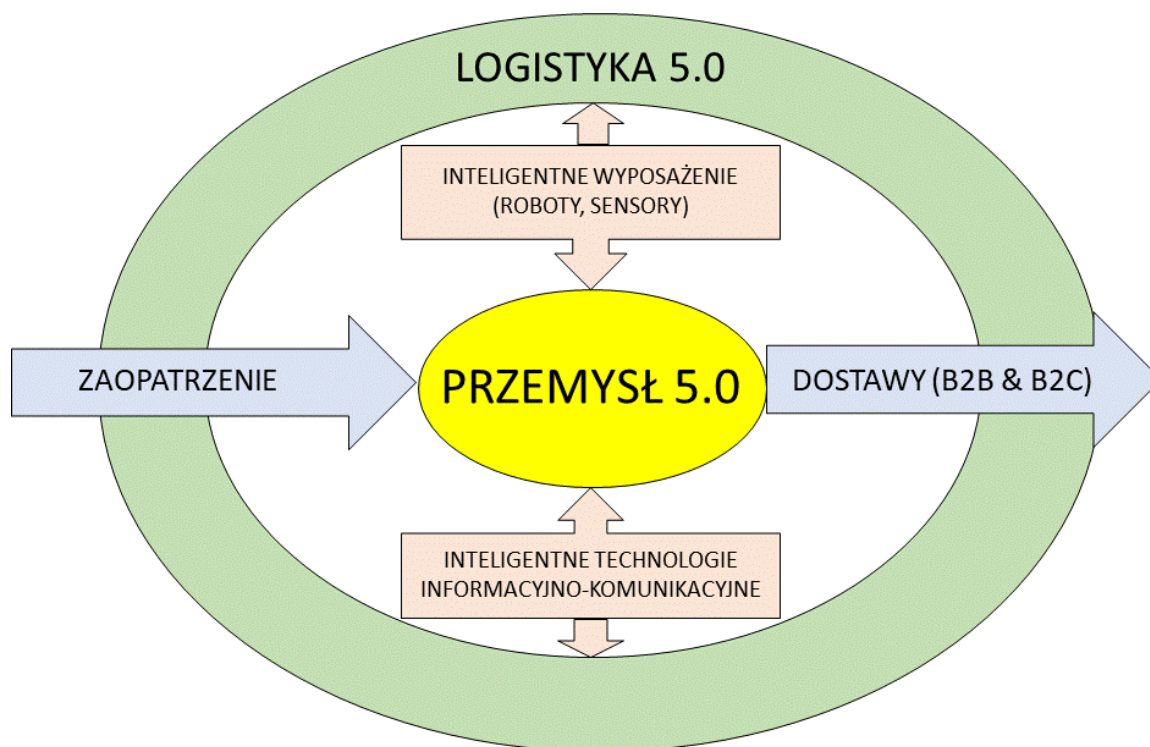 LOGISTYKA 5.0
INTELIGENTNE WYPOSAŻENIE
(ROBOTY, SENSORY)
ZAOPATRZENIE
PRZEMYSŁ 5.0
DOSTAWY (B2B & B2C)
INTELIGENTNE TECHNOLOGIE
INFORMACYJNO-KOMUNIKACYJNE